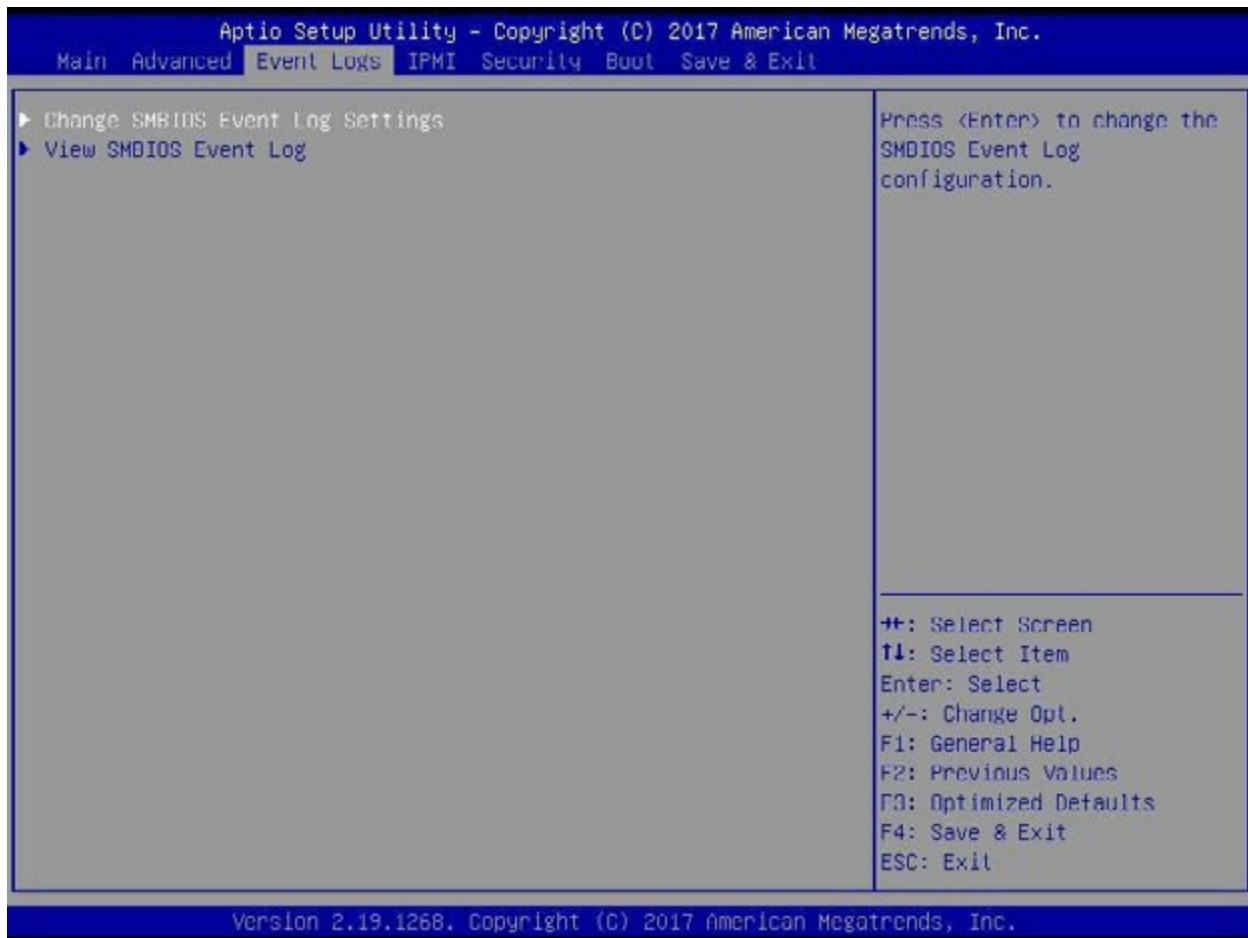 Aptio Setup Utility – Copyright (C) 2017 American Megatrends, Inc.
Main Advanced Event Logs IPMI Security Boot Save & Exit
▶ Change SMBIOS Event Log Settings
▶ View SMBIOS Event Log
Press <Enter> to change the
SMBIOS Event Log
configuration.
→←: Select Screen
↑↓: Select Item
Enter: Select
+/-: Change Opt.
F1: General Help
F2: Previous Values
F3: Optimized Defaults
F4: Save & Exit
ESC: Exit
Version 2.19.1268. Copyright (C) 2017 American Megatrends, Inc.